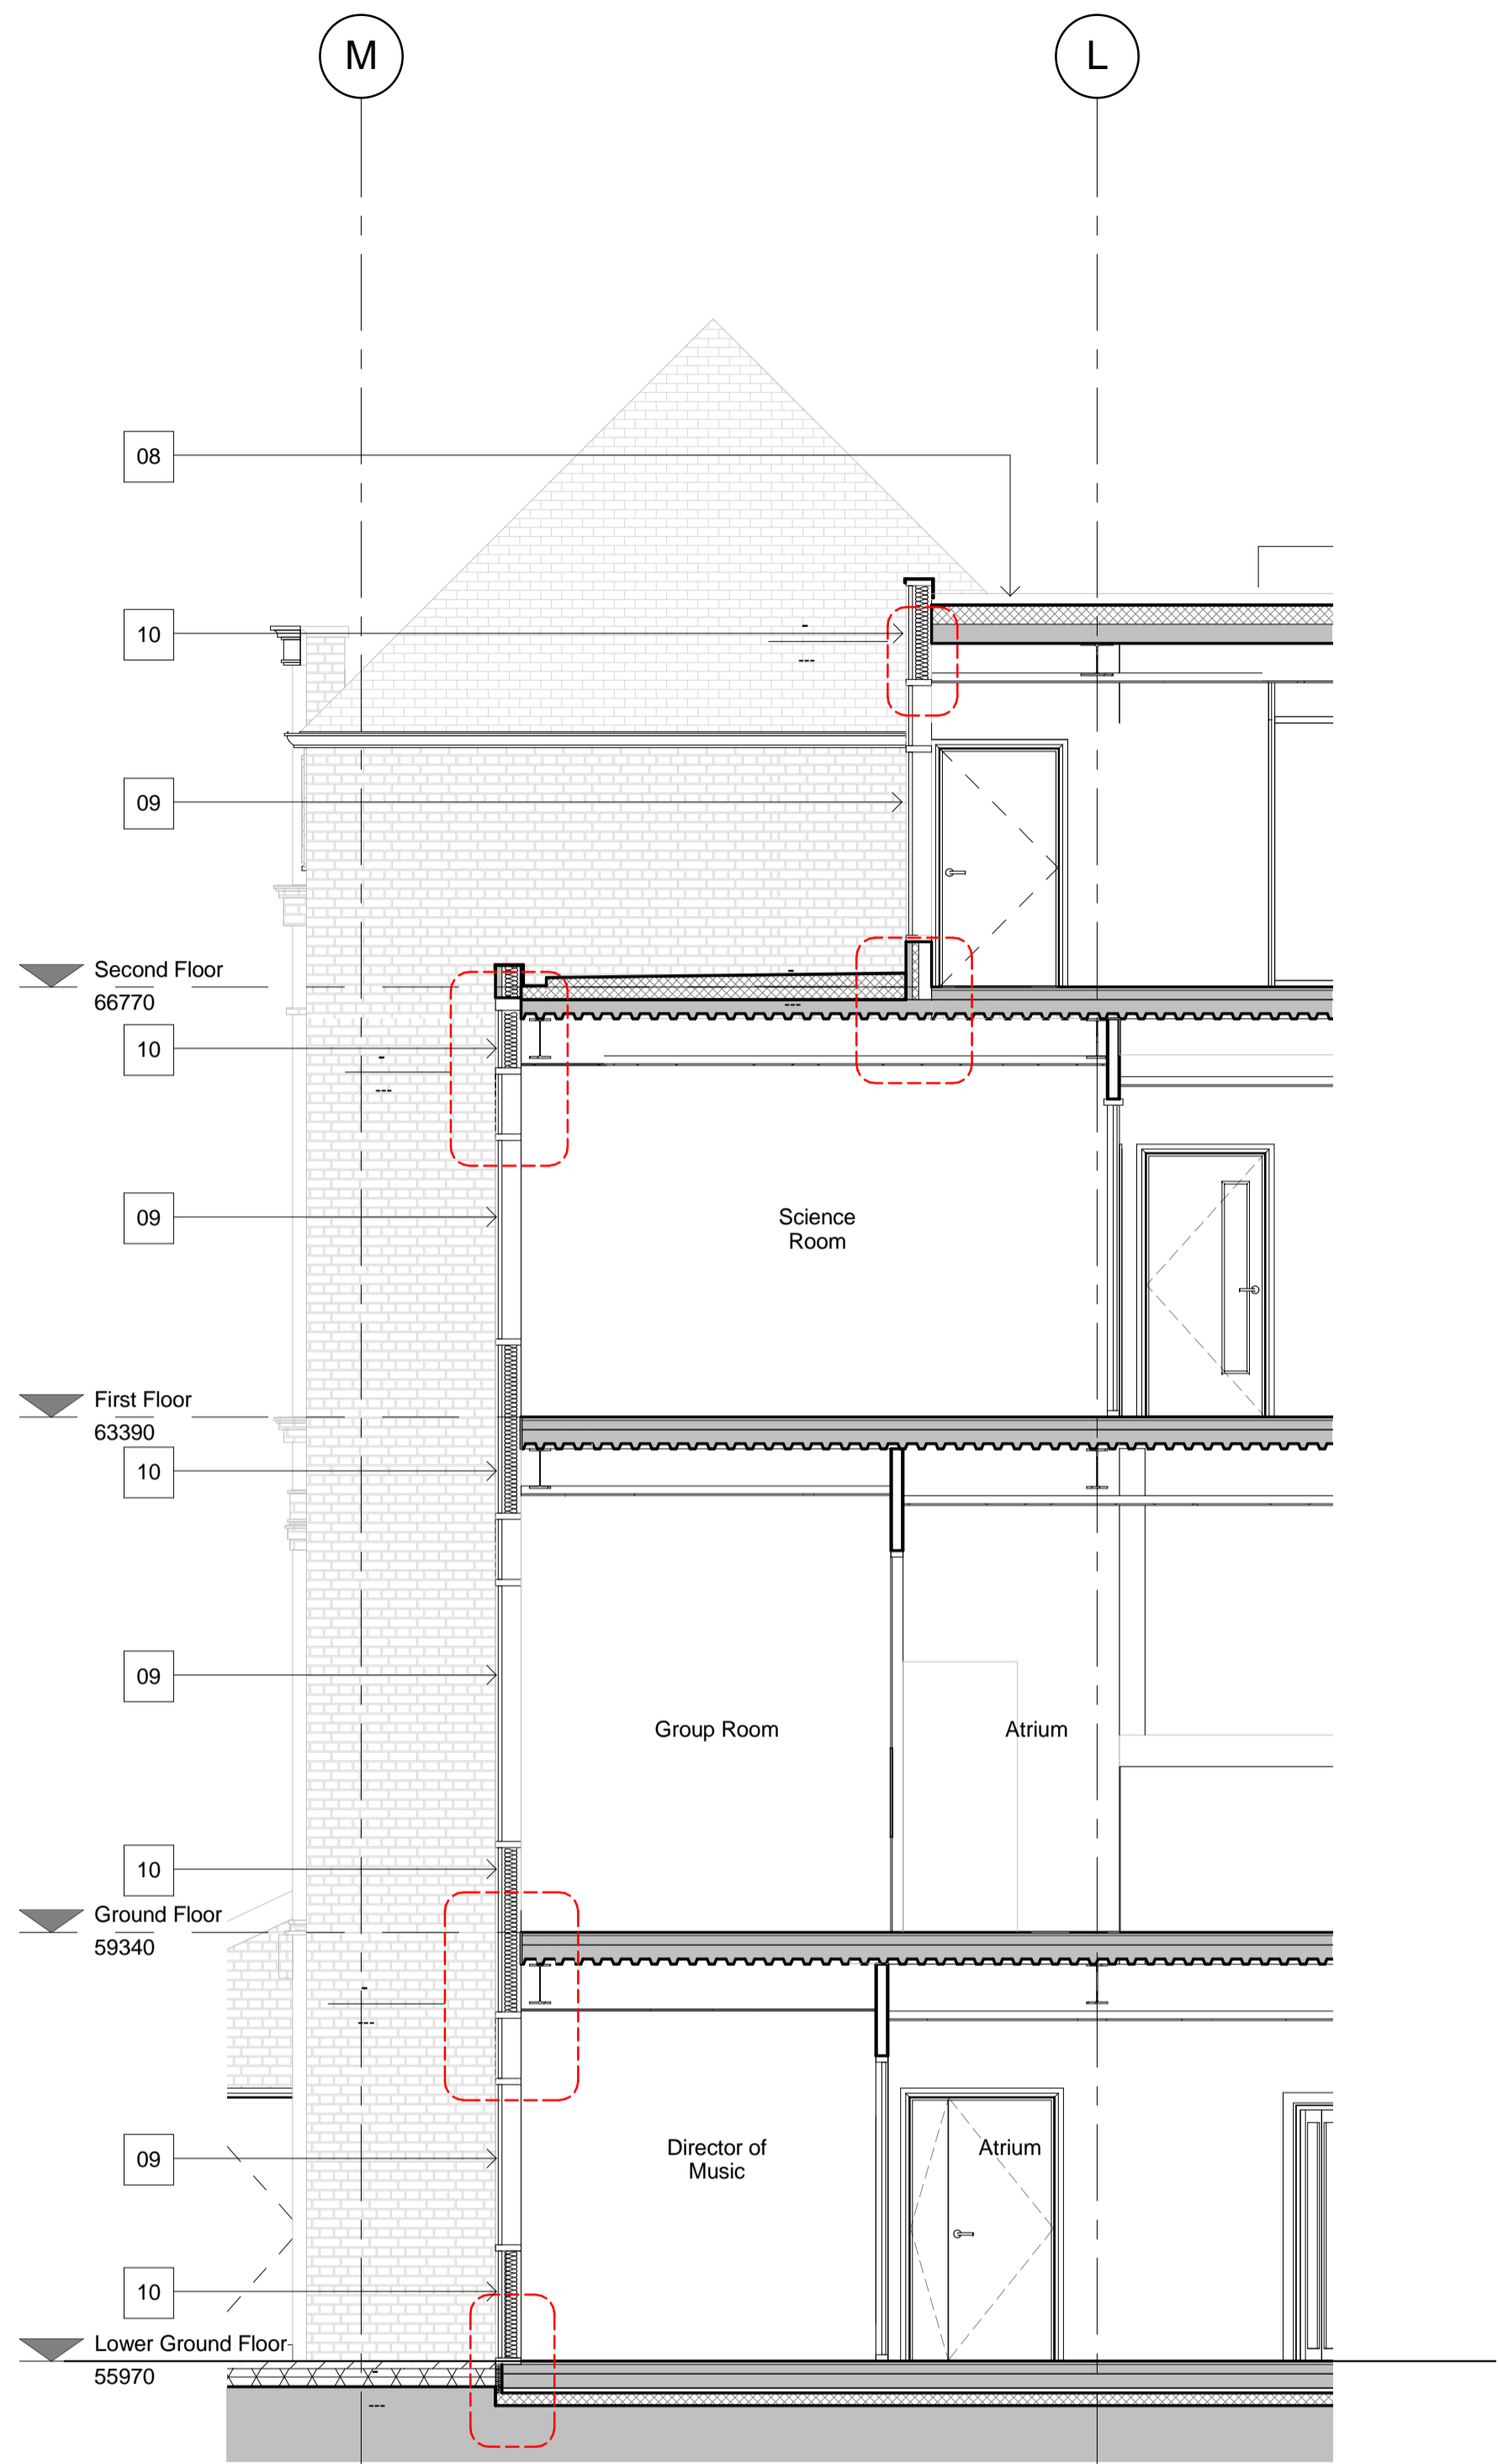 M
L
08
10
-
---
09
Second Floor
66770
-
---
10
-
---
09
Science
Room
First Floor
63390
10
09
Group Room
Atrium
10
Ground Floor
59340
-
---
09
Director of
Music
Atrium
10
Lower Ground Floor
55970
-
---